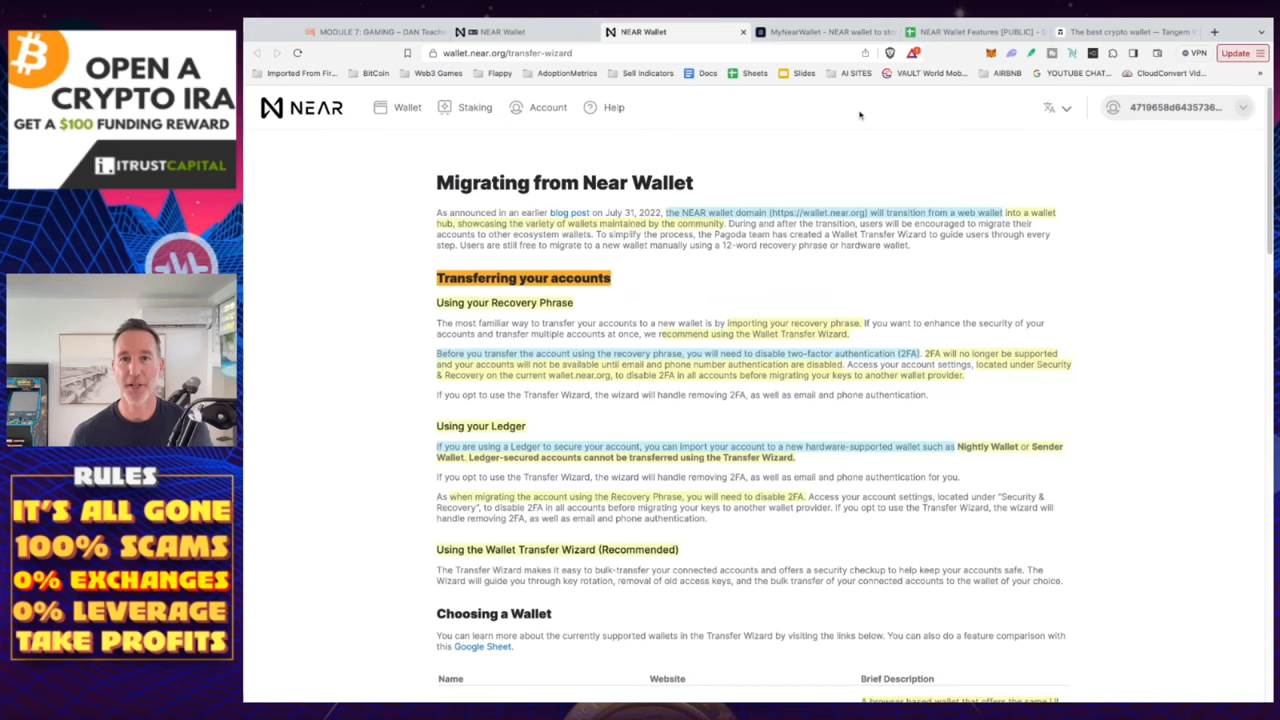 OPEN A
CRYPTO IRA
GET A $100 FUNDING REWARD
ITRUSTCAPITAL
RULES
IT'S ALL GONE
100% SCAMS
0% EXCHANGES
0% LEVERAGE
TAKE PROFITS
MODULE 7: GAMING – DAN Teach
NEAR Wallet
NEAR Wallet
MyNearWallet - NEAR wallet to sto
NEAR Wallet Features [PUBLIC] -
The best crypto wallet — Tangem
wallet.near.org/transfer-wizard
VPN
Update
Imported From Fir...
BitCoin
Web3 Games
Flappy
AdoptionMetrics
Sell Indicators
Docs
Sheets
Slides
AI SITES
VAULT World Mob...
AIRBNB
YOUTUBE CHAT...
CloudConvert Vid...
NEAR
Wallet
Staking
Account
Help
4719658d6435736...
Migrating from Near Wallet
As announced in an earlier blog post on July 31, 2022, the NEAR wallet domain (https://wallet.near.org) will transition from a web wallet into a wallet
hub, showcasing the variety of wallets maintained by the community. During and after the transition, users will be encouraged to migrate their
accounts to other ecosystem wallets. To simplify the process, the Pagoda team has created a Wallet Transfer Wizard to guide users through every
step. Users are still free to migrate to a new wallet manually using a 12-word recovery phrase or hardware wallet.
Transferring your accounts
Using your Recovery Phrase
The most familiar way to transfer your accounts to a new wallet is by importing your recovery phrase. If you want to enhance the security of your
accounts and transfer multiple accounts at once, we recommend using the Wallet Transfer Wizard.
Before you transfer the account using the recovery phrase, you will need to disable two-factor authentication (2FA). 2FA will no longer be supported
and your accounts will not be available until email and phone number authentication are disabled. Access your account settings, located under Security
& Recovery on the current wallet.near.org, to disable 2FA in all accounts before migrating your keys to another wallet provider.
If you opt to use the Transfer Wizard, the wizard will handle removing 2FA, as well as email and phone authentication.
Using your Ledger
If you are using a Ledger to secure your account, you can import your account to a new hardware-supported wallet such as Nightly Wallet or Sender
Wallet. Ledger-secured accounts cannot be transferred using the Transfer Wizard.
If you opt to use the Transfer Wizard, the wizard will handle removing 2FA, as well as email and phone authentication for you.
As when migrating the account using the Recovery Phrase, you will need to disable 2FA. Access your account settings, located under "Security &
Recovery", to disable 2FA in all accounts before migrating your keys to another wallet provider. If you opt to use the Transfer Wizard, the wizard will
handle removing 2FA, as well as email and phone authentication.
Using the Wallet Transfer Wizard (Recommended)
The Transfer Wizard makes it easy to bulk-transfer your connected accounts and offers a security checkup to help keep your accounts safe. The
Wizard will guide you through key rotation, removal of old access keys, and the bulk transfer of your connected accounts to the wallet of your choice.
Choosing a Wallet
You can learn more about the currently supported wallets in the Transfer Wizard by visiting the links below. You can also do a feature comparison with
this Google Sheet.
Name
Website
Brief Description
A browser based wallet that offers the same UI